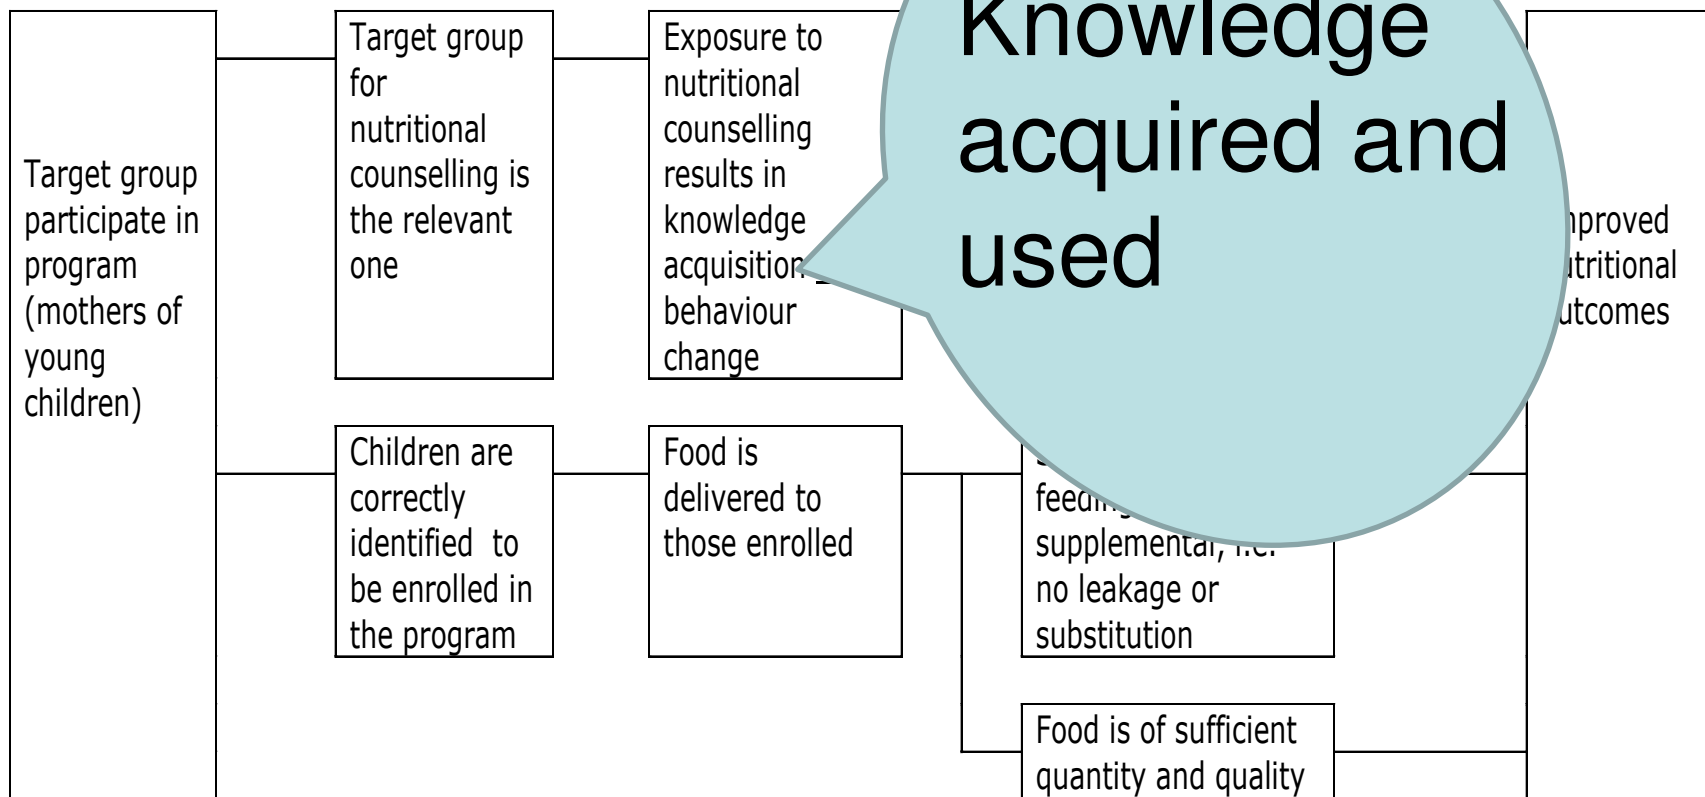 Target group
participate in
program
(mothers of
young
children)
Target group
for
nutritional
counselling is
the relevant
one
Exposure to
nutritional
counselling
results in
knowledge
acquisition
behaviour
change
Knowledge
acquired and
used
Children are
correctly
identified to
be enrolled in
the program
Food is
delivered to
those enrolled
supplemental, i.e.
no leakage or
substitution
Food is of sufficient
quantity and quality